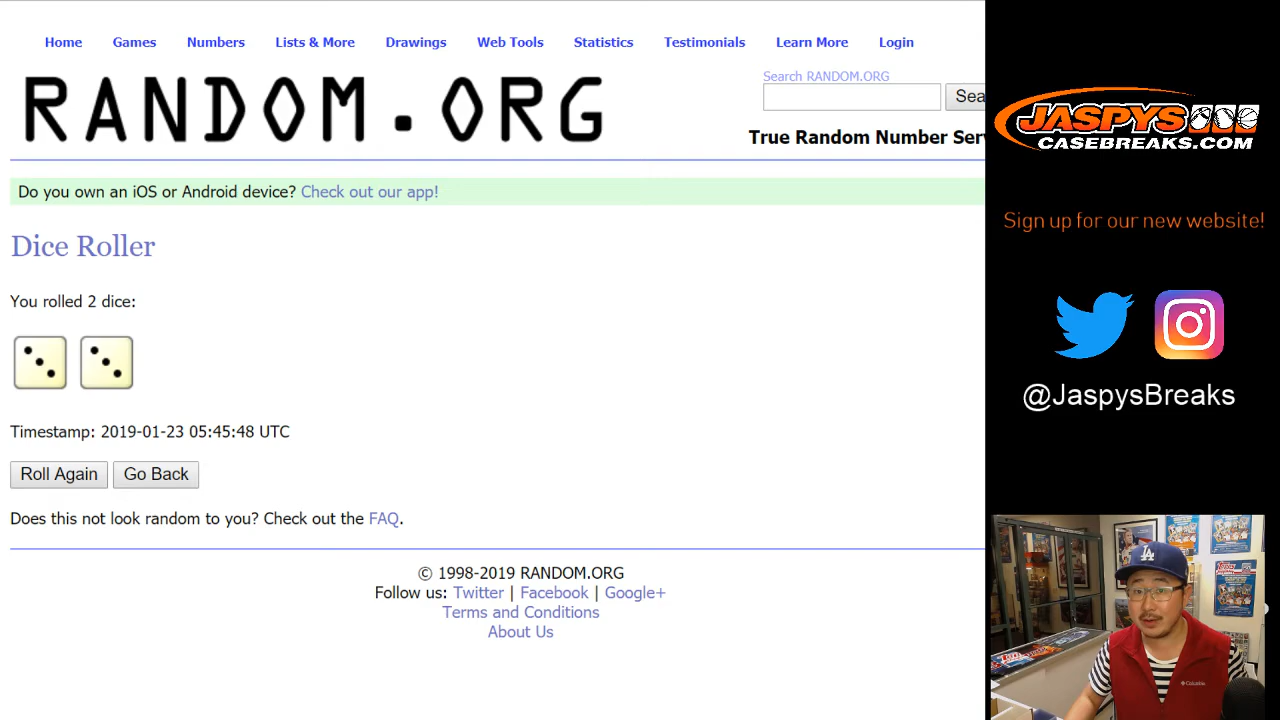 Home Games Numbers Lists & More Drawings Web Tools Statistics Testimonials Learn More Login
RANDOM.ORG
Search RANDOM.ORG
Sea
True Random Number Ser
Do you own an iOS or Android device? Check out our app!
Dice Roller
You rolled 2 dice:
Timestamp: 2019-01-23 05:45:48 UTC
Roll Again Go Back
Does this not look random to you? Check out the FAQ.
© 1998-2019 RANDOM.ORG
Follow us: Twitter | Facebook | Google+
Terms and Conditions
About Us
JASPYS
CASEBREAKS.COM
Sign up for our new website!
@JaspysBreaks
LA
Columbia
Topps